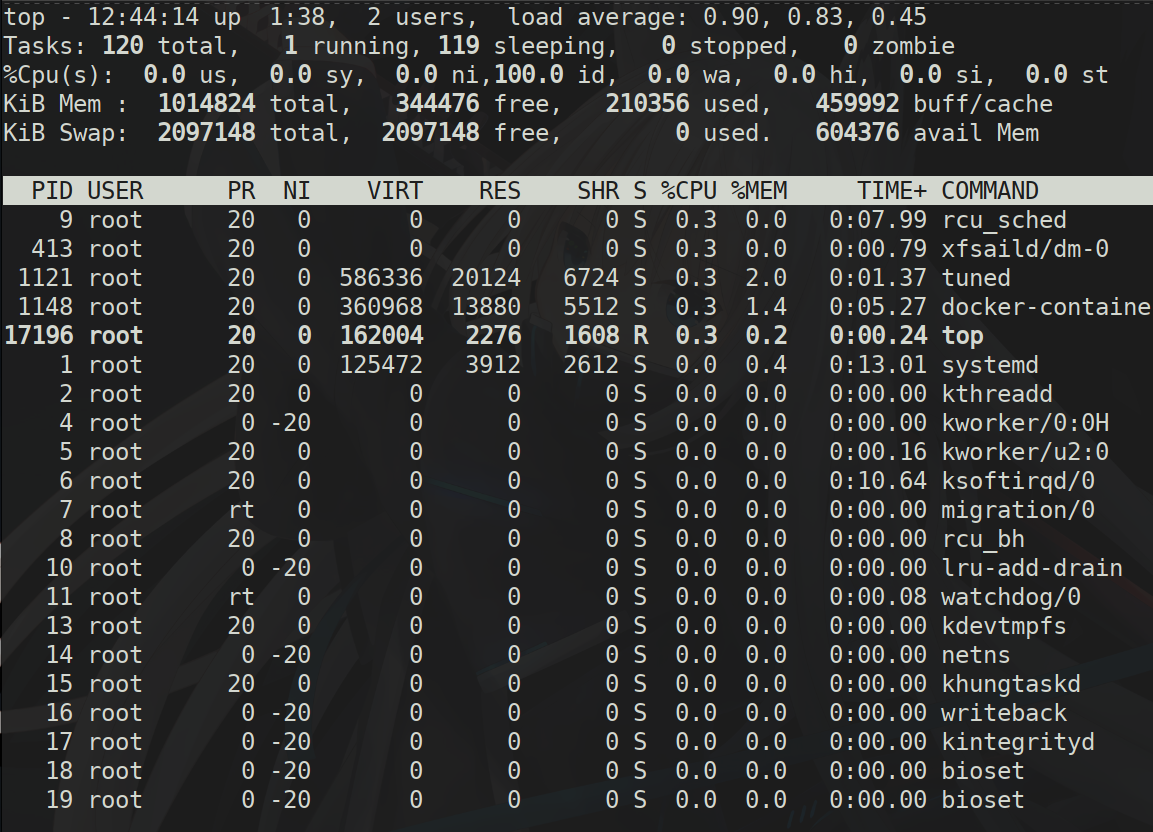 top - 12:44:14 up  1:38,  2 users,  load average: 0.90, 0.83, 0.45
Tasks: 120 total,   1 running, 119 sleeping,   0 stopped,   0 zombie
%Cpu(s):  0.0 us,  0.0 sy,  0.0 ni,100.0 id,  0.0 wa,  0.0 hi,  0.0 si,  0.0 st
KiB Mem :  1014824 total,   344476 free,   210356 used,   459992 buff/cache
KiB Swap:  2097148 total,  2097148 free,        0 used.   604376 avail Mem
  PID USER      PR  NI    VIRT    RES    SHR S %CPU %MEM     TIME+ COMMAND
    9 root      20   0       0      0      0 S  0.3  0.0   0:07.99 rcu_sched
  413 root      20   0       0      0      0 S  0.3  0.0   0:00.79 xfsaild/dm-0
 1121 root      20   0  586336  20124   6724 S  0.3  2.0   0:01.37 tuned
 1148 root      20   0  360968  13880   5512 S  0.3  1.4   0:05.27 docker-containe
17196 root      20   0  162004   2276   1608 R  0.3  0.2   0:00.24 top
    1 root      20   0  125472   3912   2612 S  0.0  0.4   0:13.01 systemd
    2 root      20   0       0      0      0 S  0.0  0.0   0:00.00 kthreadd
    4 root       0 -20       0      0      0 S  0.0  0.0   0:00.00 kworker/0:0H
    5 root      20   0       0      0      0 S  0.0  0.0   0:00.16 kworker/u2:0
    6 root      20   0       0      0      0 S  0.0  0.0   0:10.64 ksoftirqd/0
    7 root      rt   0       0      0      0 S  0.0  0.0   0:00.00 migration/0
    8 root      20   0       0      0      0 S  0.0  0.0   0:00.00 rcu_bh
   10 root       0 -20       0      0      0 S  0.0  0.0   0:00.00 lru-add-drain
   11 root      rt   0       0      0      0 S  0.0  0.0   0:00.08 watchdog/0
   13 root      20   0       0      0      0 S  0.0  0.0   0:00.00 kdevtmpfs
   14 root       0 -20       0      0      0 S  0.0  0.0   0:00.00 netns
   15 root      20   0       0      0      0 S  0.0  0.0   0:00.00 khungtaskd
   16 root       0 -20       0      0      0 S  0.0  0.0   0:00.00 writeback
   17 root       0 -20       0      0      0 S  0.0  0.0   0:00.00 kintegrityd
   18 root       0 -20       0      0      0 S  0.0  0.0   0:00.00 bioset
   19 root       0 -20       0      0      0 S  0.0  0.0   0:00.00 bioset